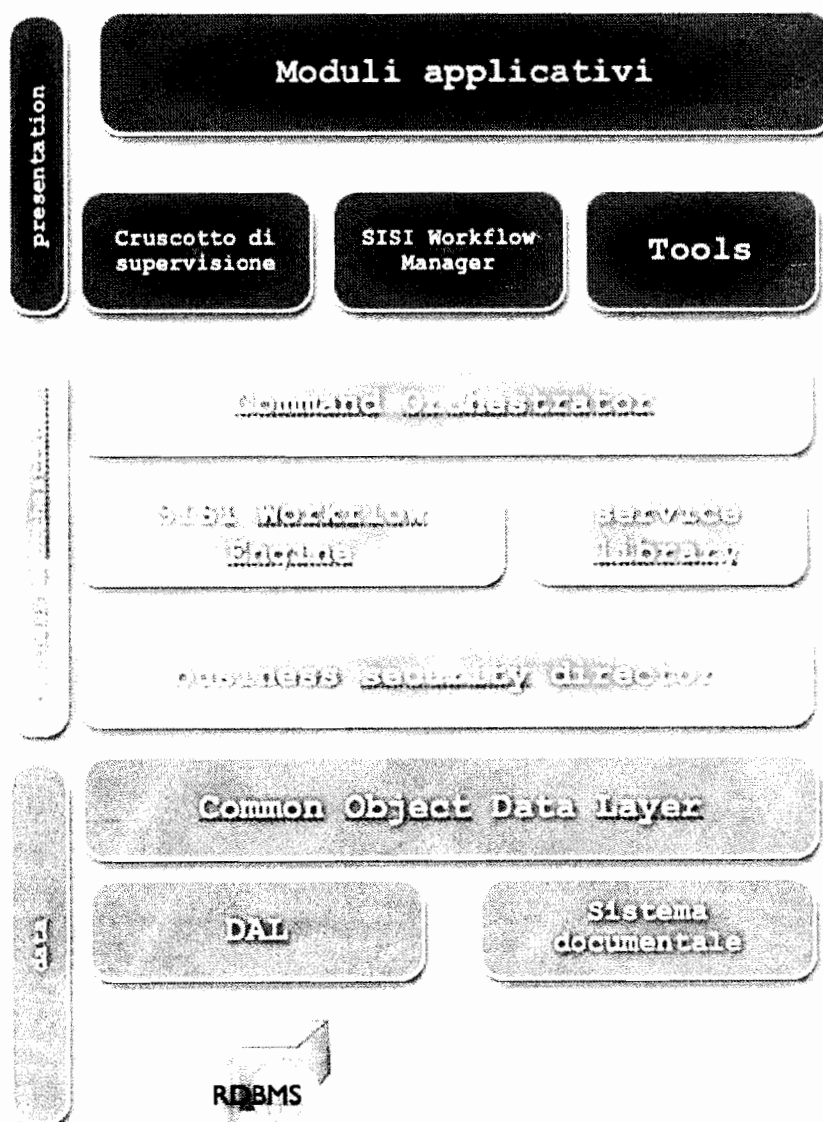 presentation
Moduli applicativi
Cruscotto di
supervisione
SISI Workflow
Manager
Tools
Command Orchestrator
SISI Workflow
Engine
Service
library
business security director
dati
Common Object Data Layer
DAL
Sistema
documentale
RDBMS